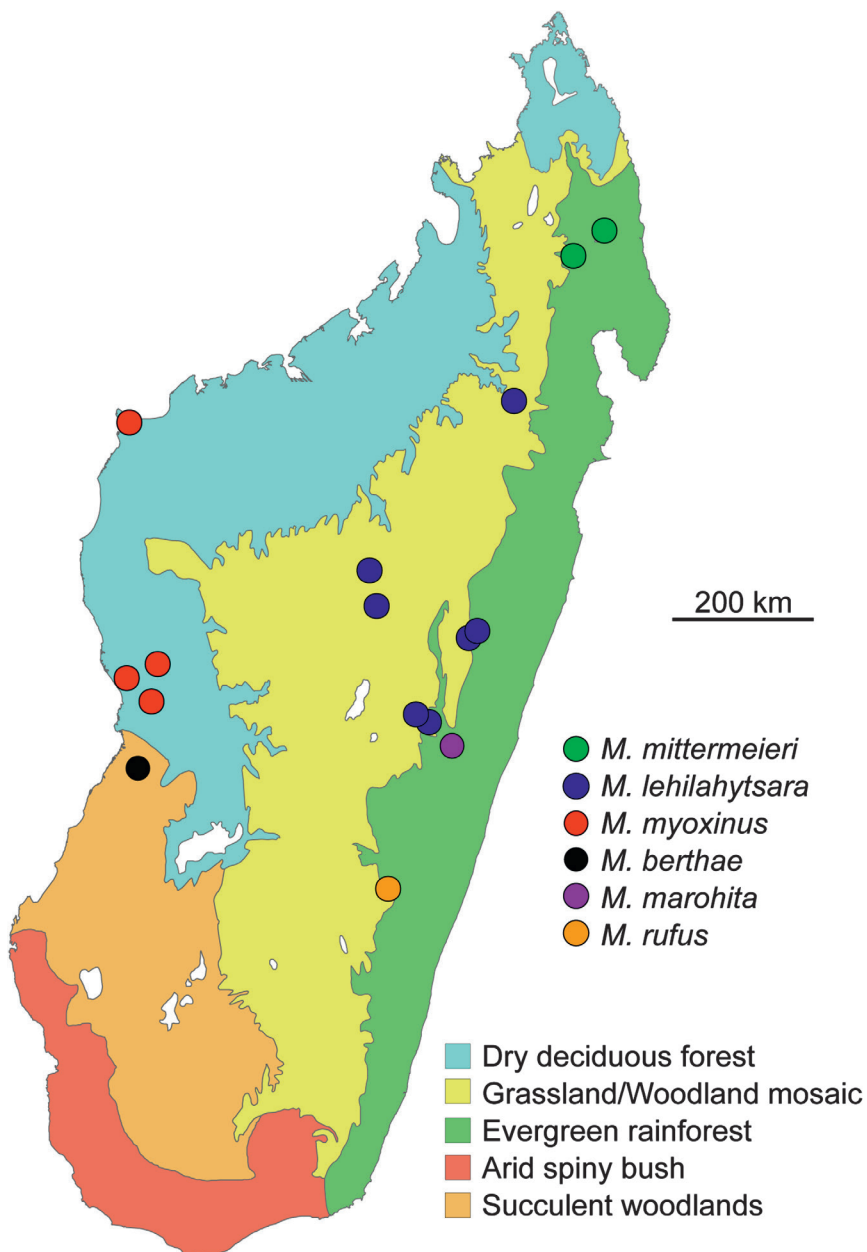 200 km
M. mittermeieri
M. lehilahytsara
M. myoxinus
M. berthae
M. marohita
M. rufus
Dry deciduous forest
Grassland/Woodland mosaic
Evergreen rainforest
Arid spiny bush
Succulent woodlands